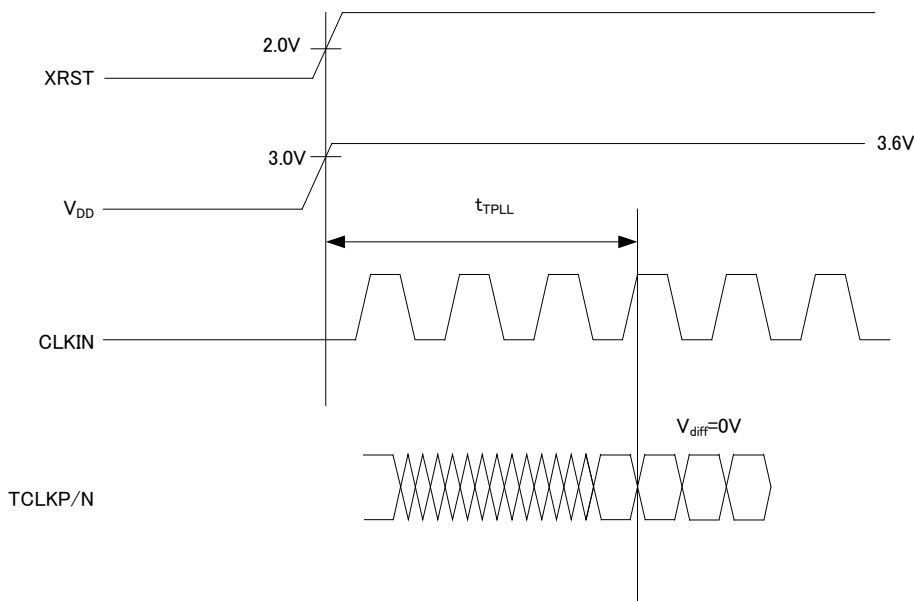 2.0V
XRST
3.0V
3.6V
VDD
tTPLL
CLKIN
Vdiff=0V
TCLKP/N